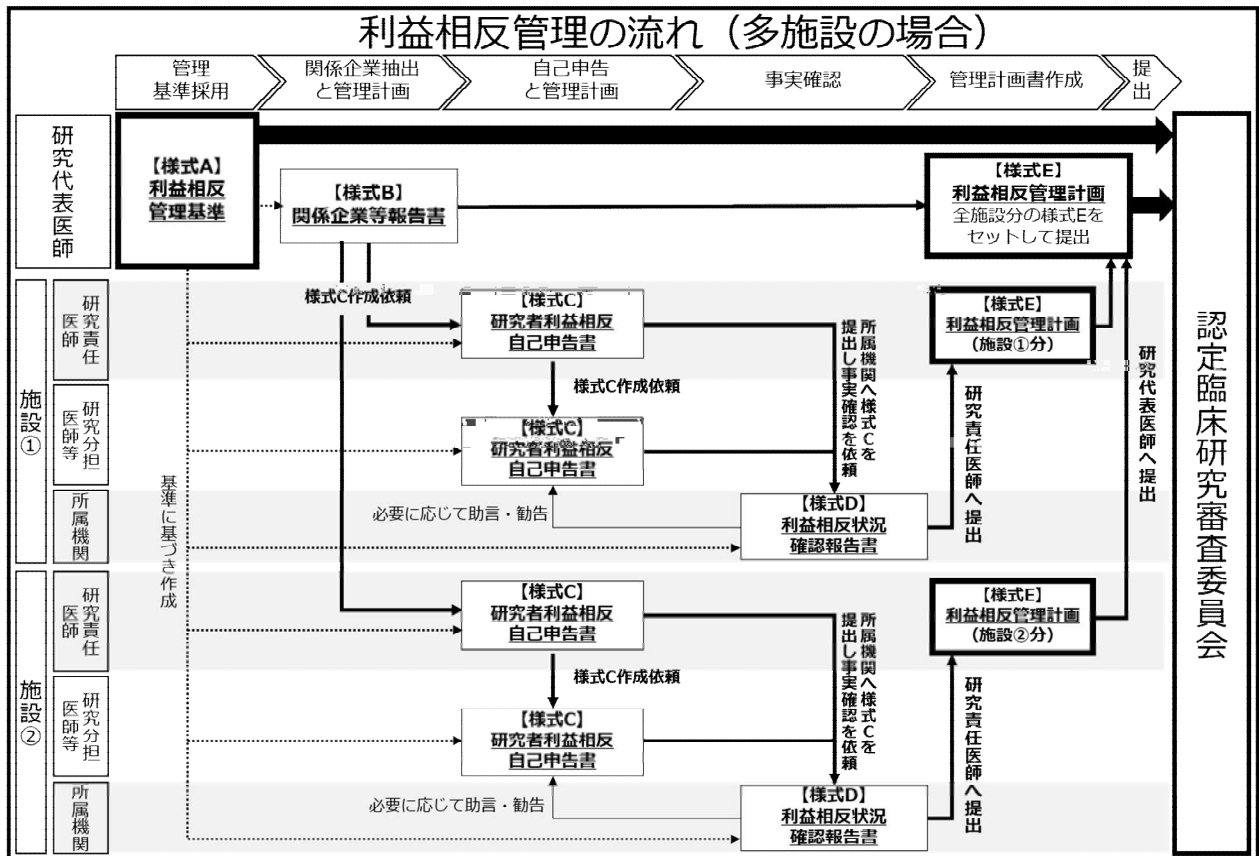 利益相反管理の流れ（多施設の場合）
管理
基準採用
関係企業抽出
と管理計画
自己申告
と管理計画
事実確認
管理計画書作成
提出
研究代表医師
【様式A】
利益相反
管理基準
【様式B】
関係企業等報告書
【様式E】
利益相反管理計画
全施設分の様式Eを
セットして提出
認定臨床研究審査委員会
様式C作成依頼
施設①
研究責任
医師
【様式C】
研究者利益相反
自己申告書
所属機関へ様式Cを
提出し事実確認を依頼
【様式E】
利益相反管理計画
(施設①分)
研究代表医師へ提出
様式C作成依頼
研究分担
医師等
【様式C】
研究者利益相反
自己申告書
研究責任医師へ提出
基準に基づき作成
所属
機関
必要に応じて助言・勧告
【様式D】
利益相反状況
確認報告書
施設②
研究責任
医師
【様式C】
研究者利益相反
自己申告書
所属機関へ様式Cを
提出し事実確認を依頼
【様式E】
利益相反管理計画
(施設②分)
様式C作成依頼
研究分担
医師等
【様式C】
研究者利益相反
自己申告書
研究責任医師へ提出
所属
機関
必要に応じて助言・勧告
【様式D】
利益相反状況
確認報告書